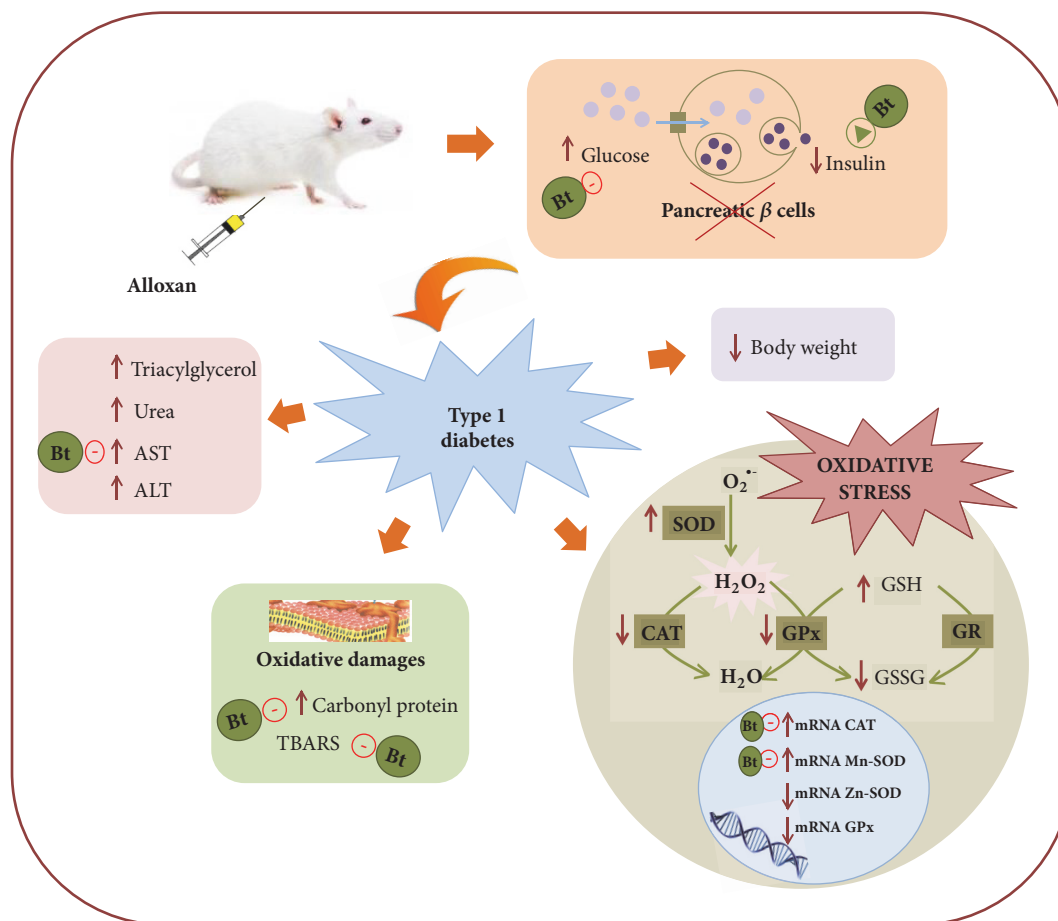 Bt
↑ Glucose
↓ Insulin
Bt -
Pancreatic β cells
Alloxan
↑ Triacylglycerol
↑ Urea
Bt - ↑ AST
↑ ALT
Type 1
diabetes
↓ Body weight
OXIDATIVE
STRESS
O₂•-
↑ SOD
H₂O₂
↑ GSH
↓ CAT
↓ GPx
GR
H₂O
↓ GSSG
Oxidative damages
Bt - ↑ Carbonyl protein
TBARS - Bt
Bt - ↑ mRNA CAT
Bt - ↑ mRNA Mn-SOD
↓ mRNA Zn-SOD
↓ mRNA GPx